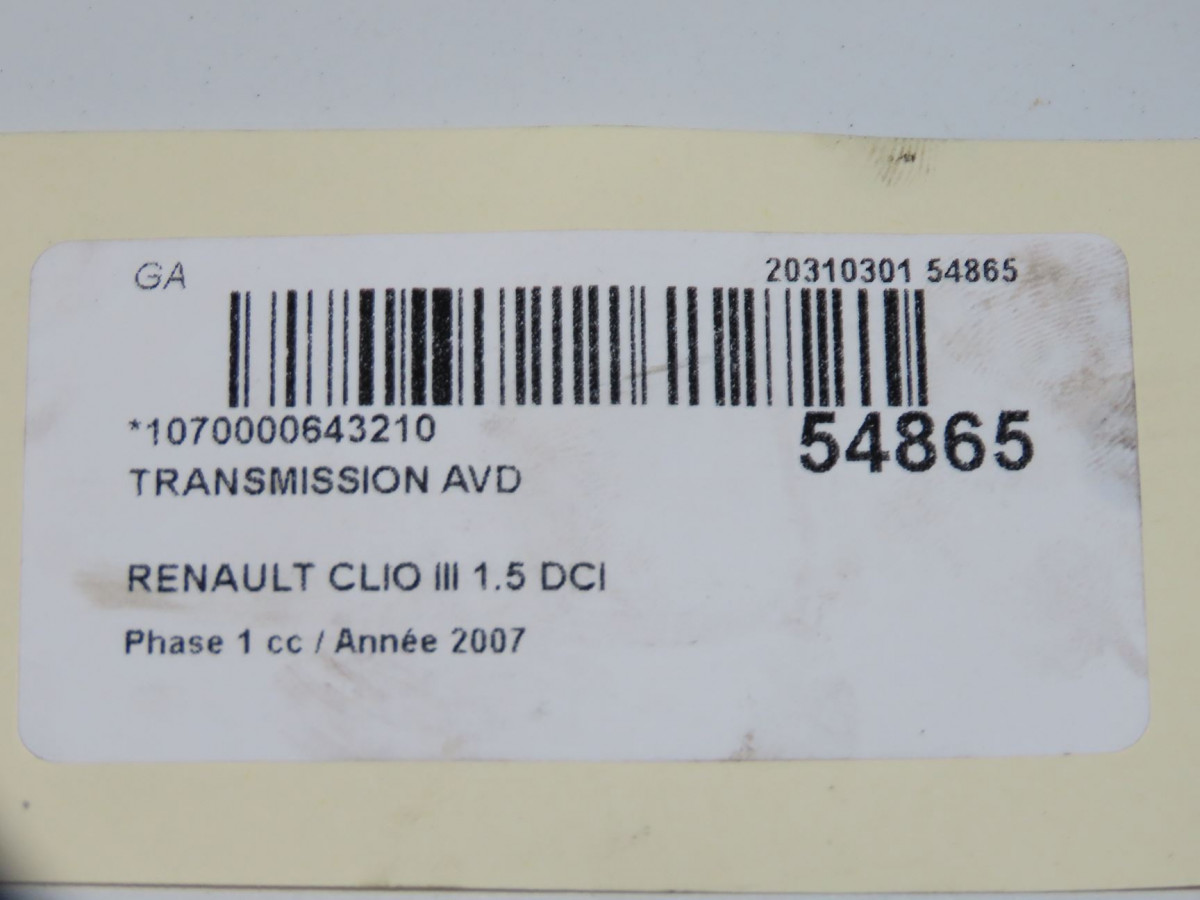 GA 20310301 54865
*1070000643210 54865
TRANSMISSION AVD
RENAULT CLIO III 1.5 DCI
Phase 1 cc / Année 2007